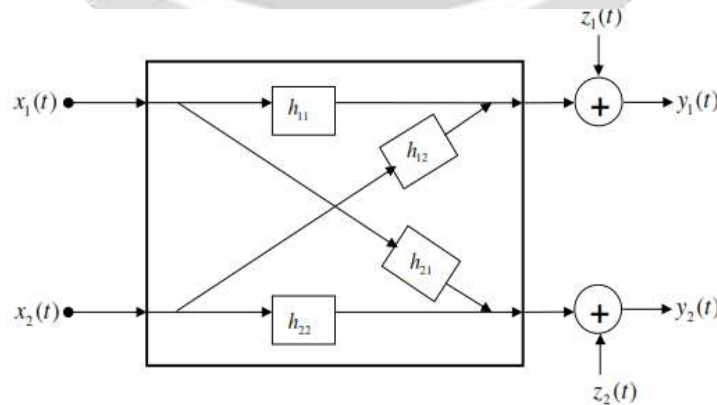 z₁(t)
x₁(t) h₁₁ + y₁(t)
h₁₂
h₂₁
x₂(t) h₂₂ + y₂(t)
z₂(t)